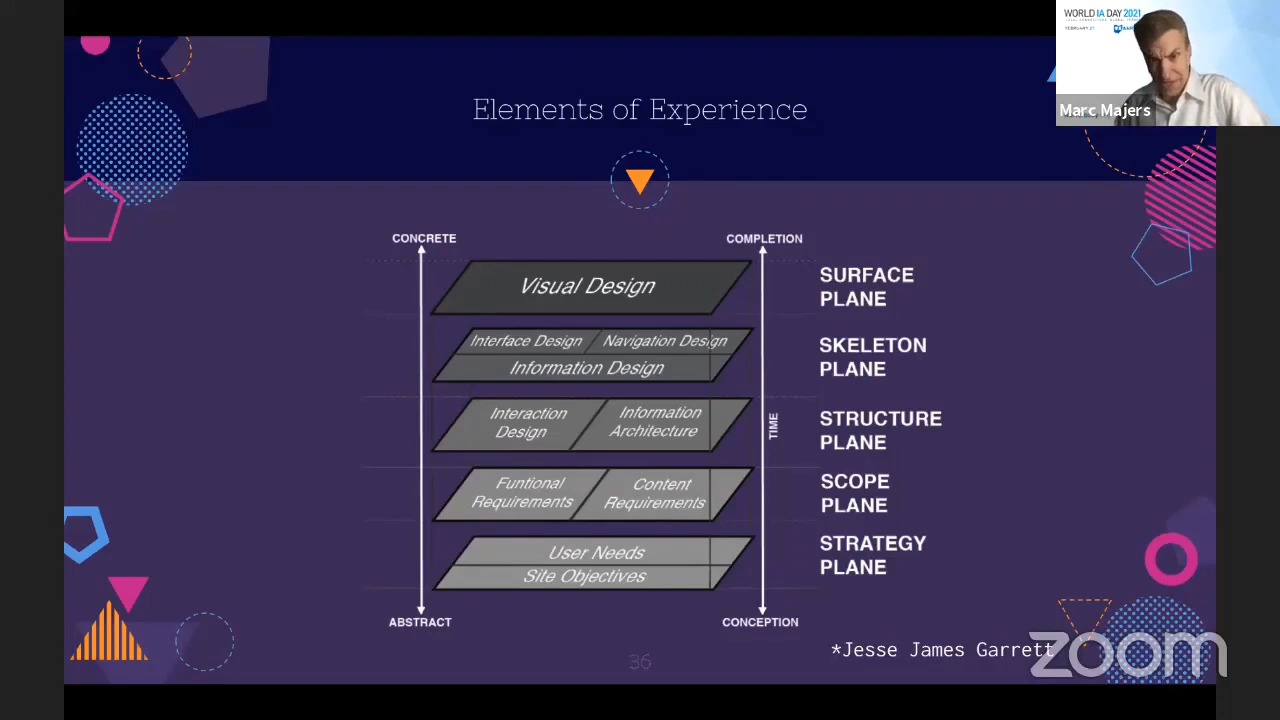 WORLD IA DAY 2021
FEBRUARY 27
Marc Majers
Elements of Experience
CONCRETE
COMPLETION
Visual Design
SURFACE
PLANE
Interface Design
Navigation Design
Information Design
SKELETON
PLANE
Interaction
Design
Information
Architecture
STRUCTURE
PLANE
TIME
Funtional
Requirements
Content
Requirements
SCOPE
PLANE
User Needs
Site Objectives
STRATEGY
PLANE
ABSTRACT
CONCEPTION
*Jesse James Garrett
36
zoom